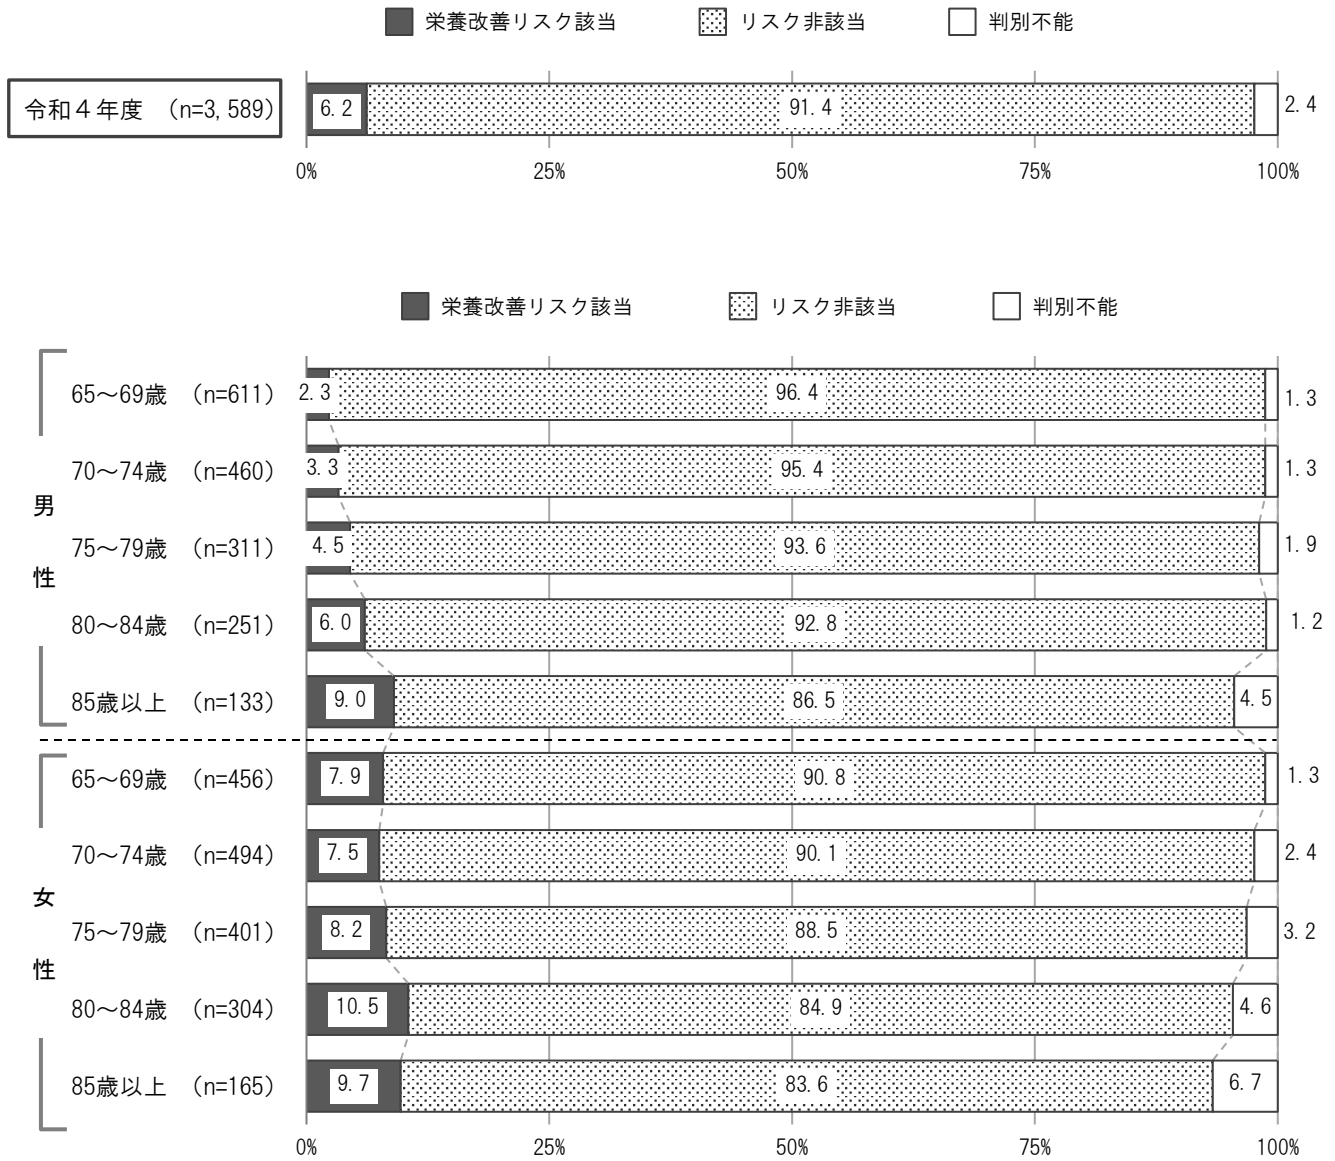 栄養改善リスク該当 リスク非該当 判別不能
令和４年度 （n=3,589） 6.2 91.4 2.4
0% 25% 50% 75% 100%
栄養改善リスク該当 リスク非該当 判別不能
男性
65～69歳 （n=611） 2.3 96.4 1.3
70～74歳 （n=460） 3.3 95.4 1.3
75～79歳 （n=311） 4.5 93.6 1.9
80～84歳 （n=251） 6.0 92.8 1.2
85歳以上 （n=133） 9.0 86.5 4.5
女性
65～69歳 （n=456） 7.9 90.8 1.3
70～74歳 （n=494） 7.5 90.1 2.4
75～79歳 （n=401） 8.2 88.5 3.2
80～84歳 （n=304） 10.5 84.9 4.6
85歳以上 （n=165） 9.7 83.6 6.7
0% 25% 50% 75% 100%